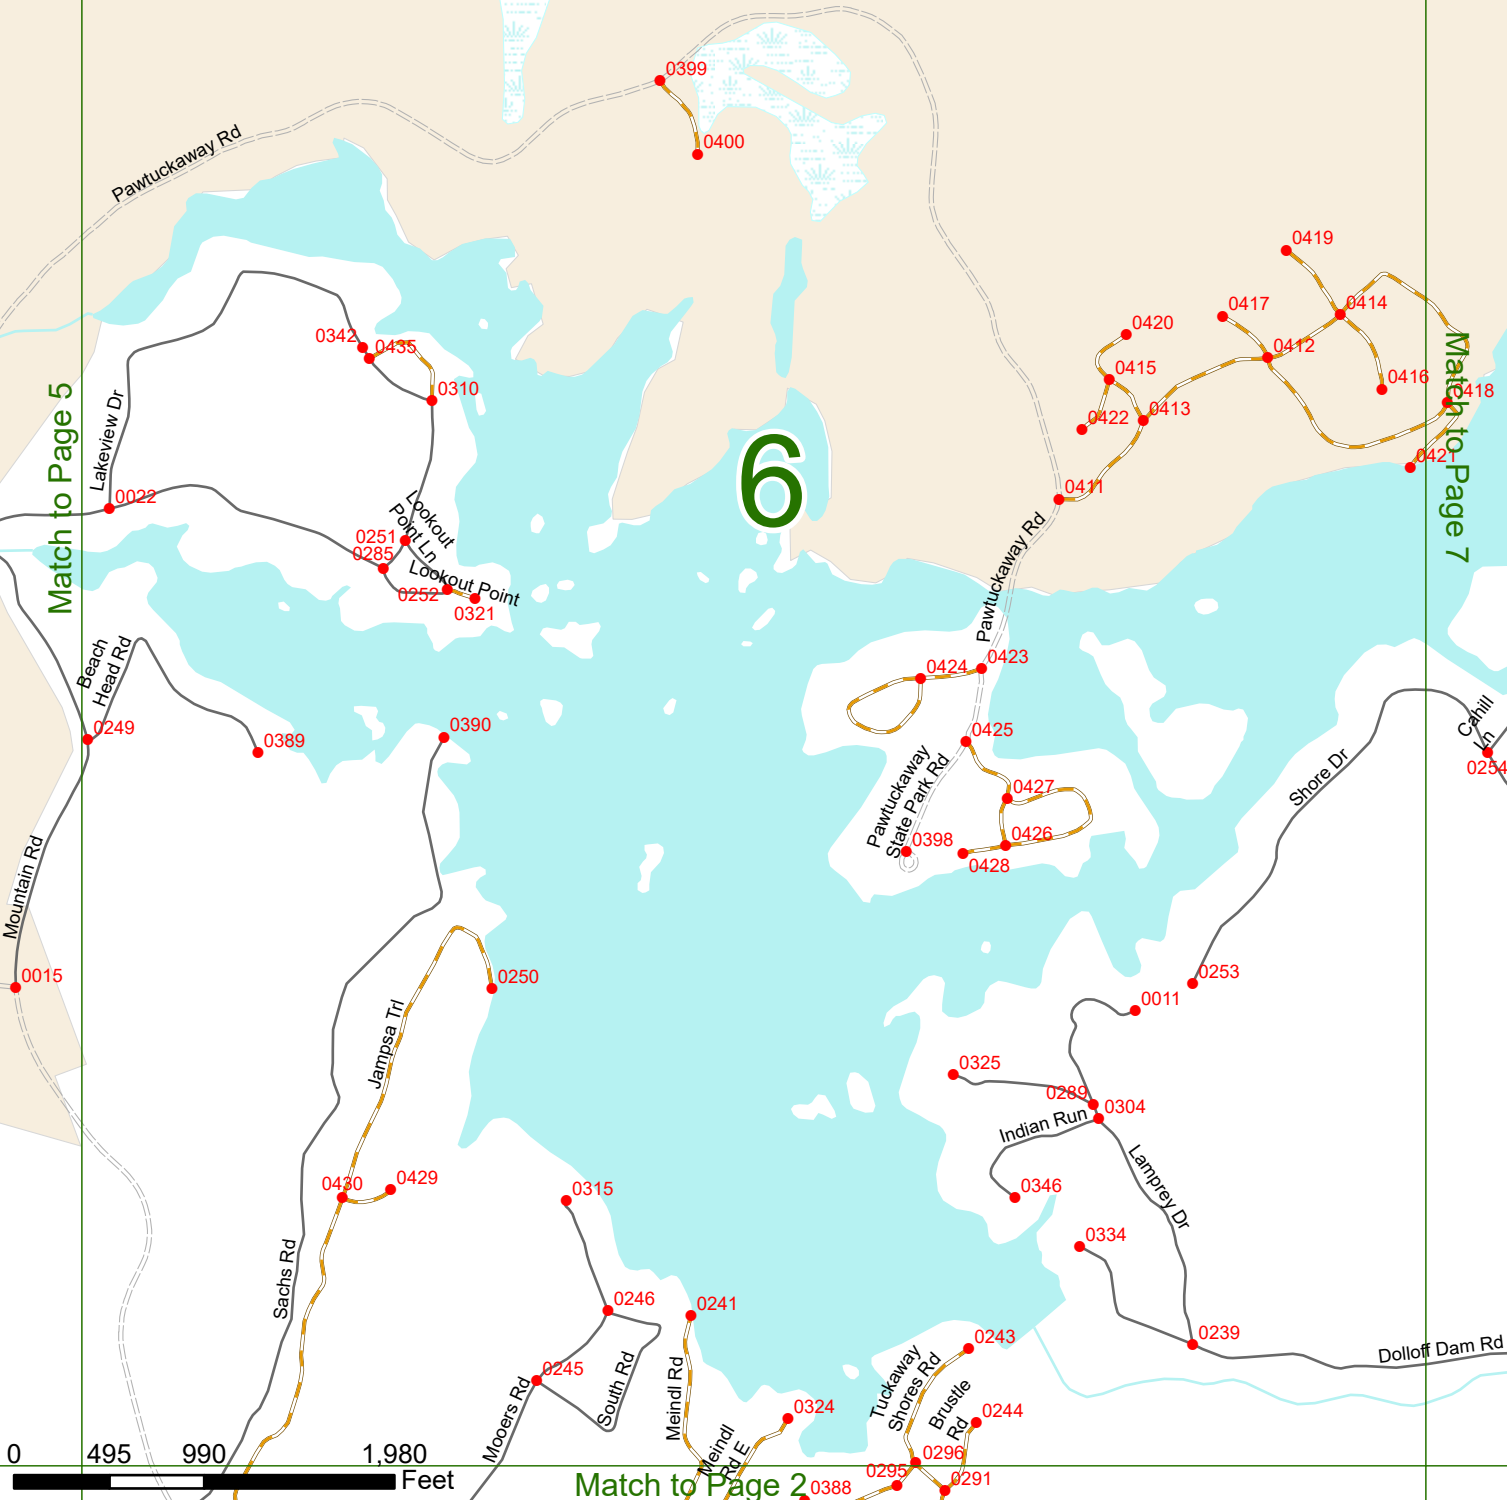 0399
Pawtuckaway Rd
0400
0419
0417
0414
0420
0342
0435
0412
0415
0416
0310
0418
Lakeview Dr
Match to Page 5
0422
0413
Match to Page 7
6
0421
0022
0411
Lookout
Point Ln
0251
0285
Pawtuckaway Rd
Lookout Point
0252
0321
Beach
Head Rd
0423
0424
0249
0389
0390
0425
Cahill
Ln
0254
Shore Dr
Pawtuckaway
State Park Rd
0427
0426
0398
0428
Mountain Rd
0015
0250
0253
0011
Jampsa Trl
0325
0289
0304
Indian Run
Lamprey Dr
0430
0429
0315
0346
0334
Sachs Rd
0246
0241
0243
0239
Dolloff Dam Rd
0245
South Rd
Meindl Rd
Tuckaway
Shores Rd
Brustle
Rd
0324
0244
Mooers Rd
Meindl
Rd E
0296
0 495 990 1,980
Feet
0295
0291
Match to Page 2
0388